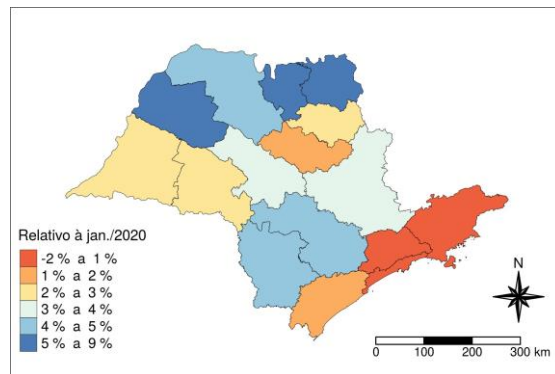 Relativo à jan./2020
-2 % a 1 %
1 % a 2 %
2 % a 3 %
3 % a 4 %
4 % a 5 %
5 % a 9 %
N
0 100 200 300 km